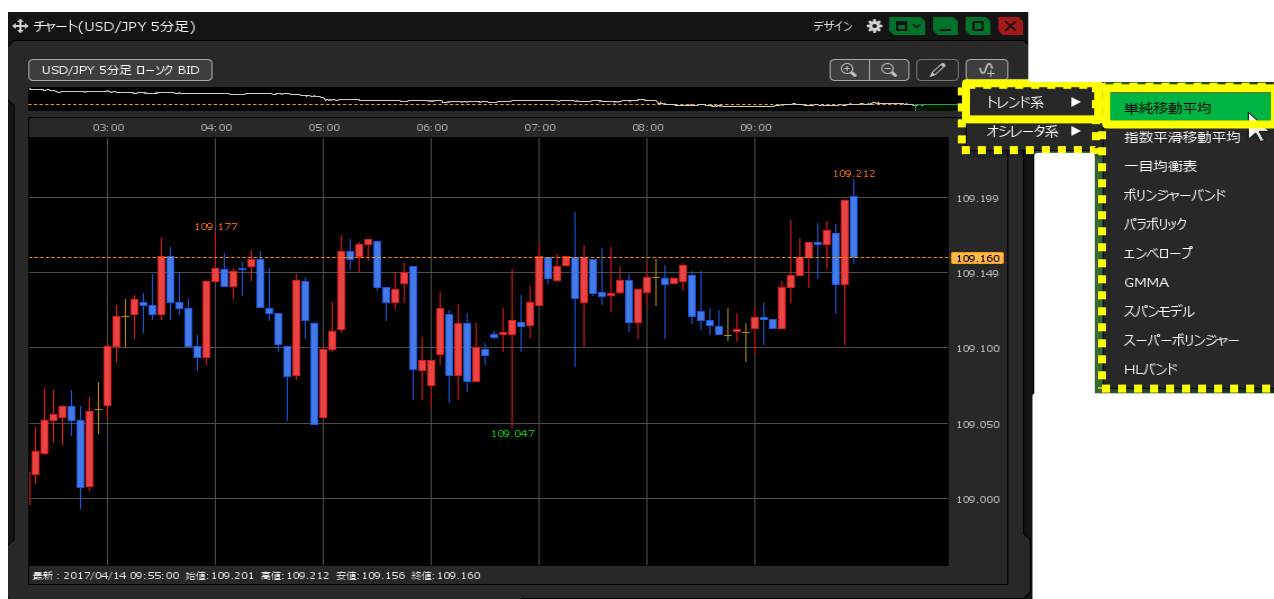 チャート(USD/JPY 5分足)
デザイン
USD/JPY 5分足 ローソク BID
トレンド系 ▶
オシレータ系 ▶
単純移動平均
指数平滑移動平均
一目均衡表
ボリンジャーバンド
パラボリック
エンベロープ
GMMA
スパンモデル
スーパーボリンジャー
HLバンド
03:00 04:00 05:00 06:00 07:00 08:00 09:00
109.212
109.199
109.177
109.160
109.149
109.100
109.050
109.047
109.000
最新：2017/04/14 09:55:00 始値:109.201 高値:109.212 安値:109.156 終値:109.160